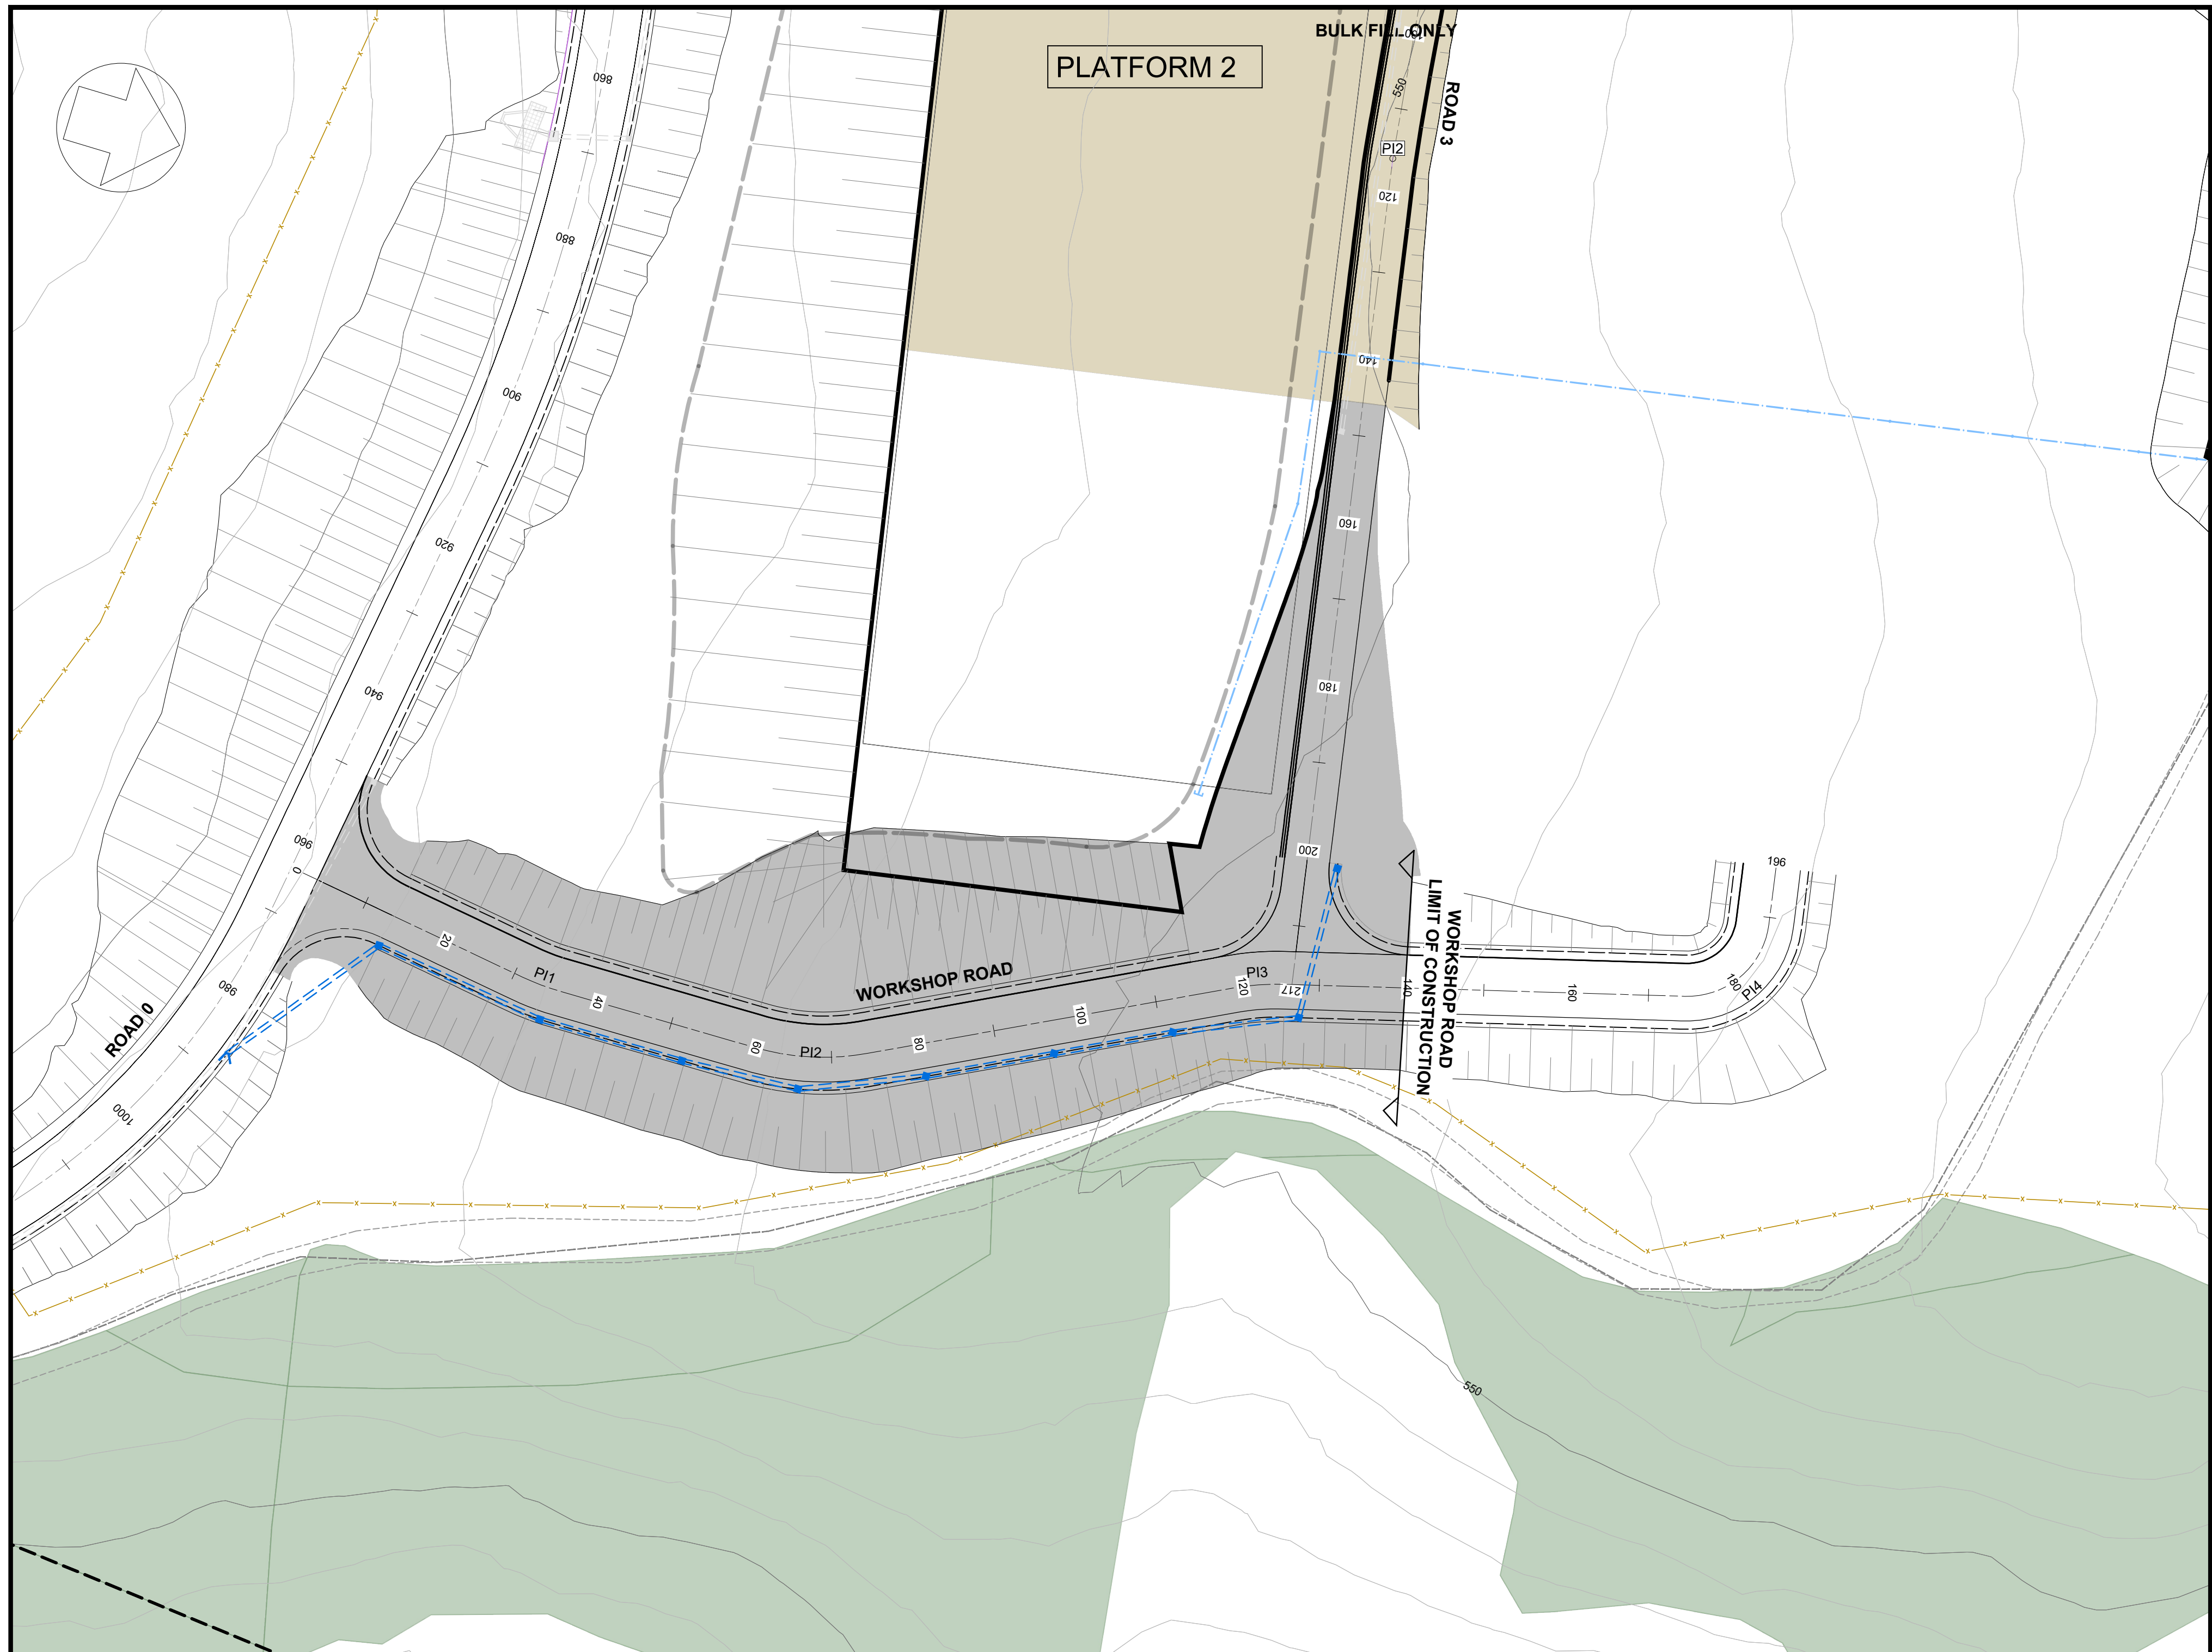 BULK FILL ONLY
PLATFORM 2
100
550
ROAD 3
PI2
120
140
160
180
200
860
880
900
920
940
960
980
1000
ROAD 0
0
20
PI1
40
60
PI2
80
WORKSHOP ROAD
100
120
PI3
217
140
LIMIT OF CONSTRUCTION
WORKSHOP ROAD
160
180
PI4
196
550